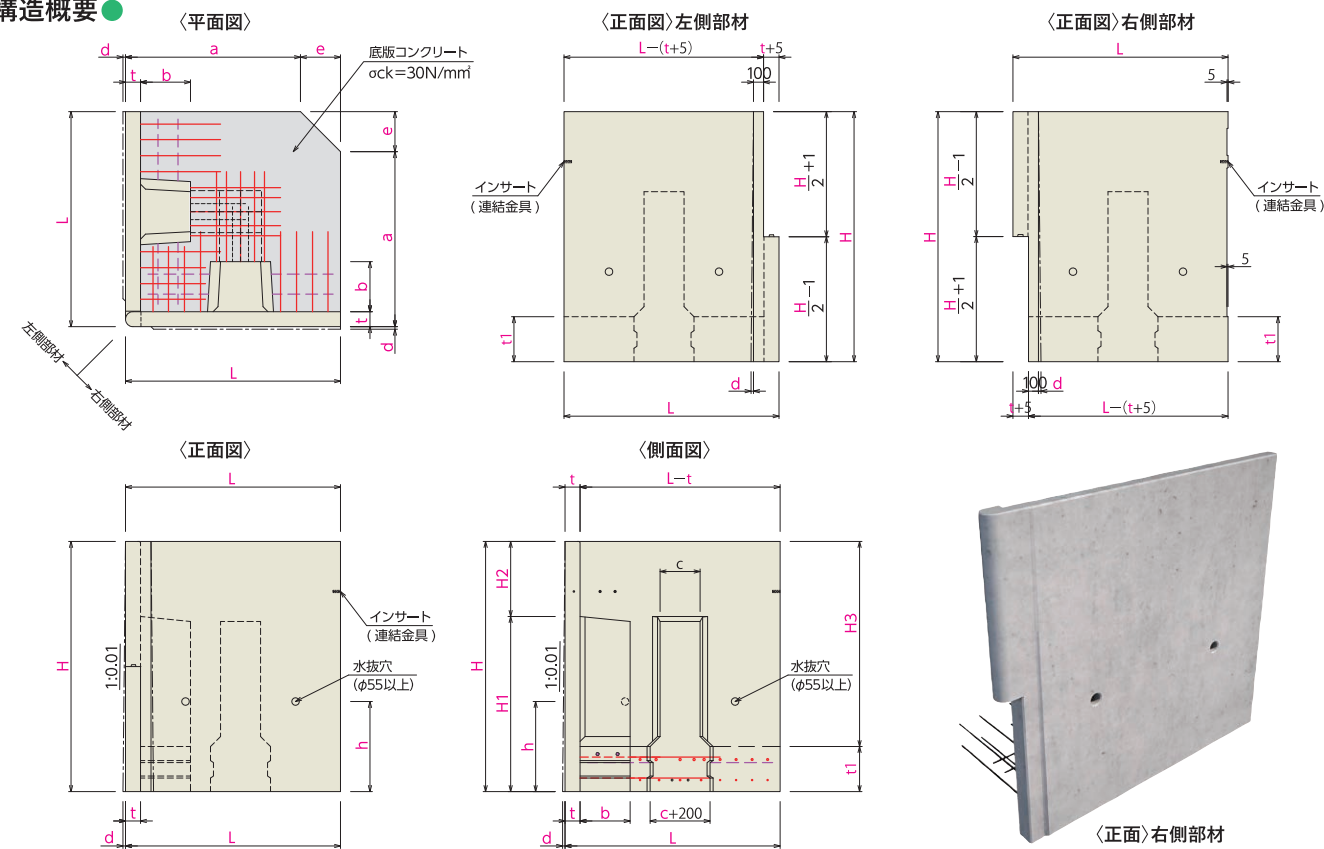 構造概要●
〈平面図〉
d
a
e
t
b
底版コンクリート
σck＝30N/mm²
L
e
a
b
t
d
L
左側部材
右側部材
〈正面図〉左側部材
L－(t+5)
t+5
100
インサート
(連結金具)
H/2+1
H/2-1
H
t1
d
L
〈正面図〉右側部材
L
5
H
H/2-1
H/2+1
インサート
(連結金具)
5
t1
100
d
t+5
L－(t+5)
〈正面図〉
L
H
1:0.01
インサート
(連結金具)
水抜穴
(φ55以上)
h
t
d
L
〈側面図〉
t
L－t
H
H2
H1
h
1:0.01
c
H3
水抜穴
(φ55以上)
t1
t
b
c+200
d
L
〈正面〉右側部材